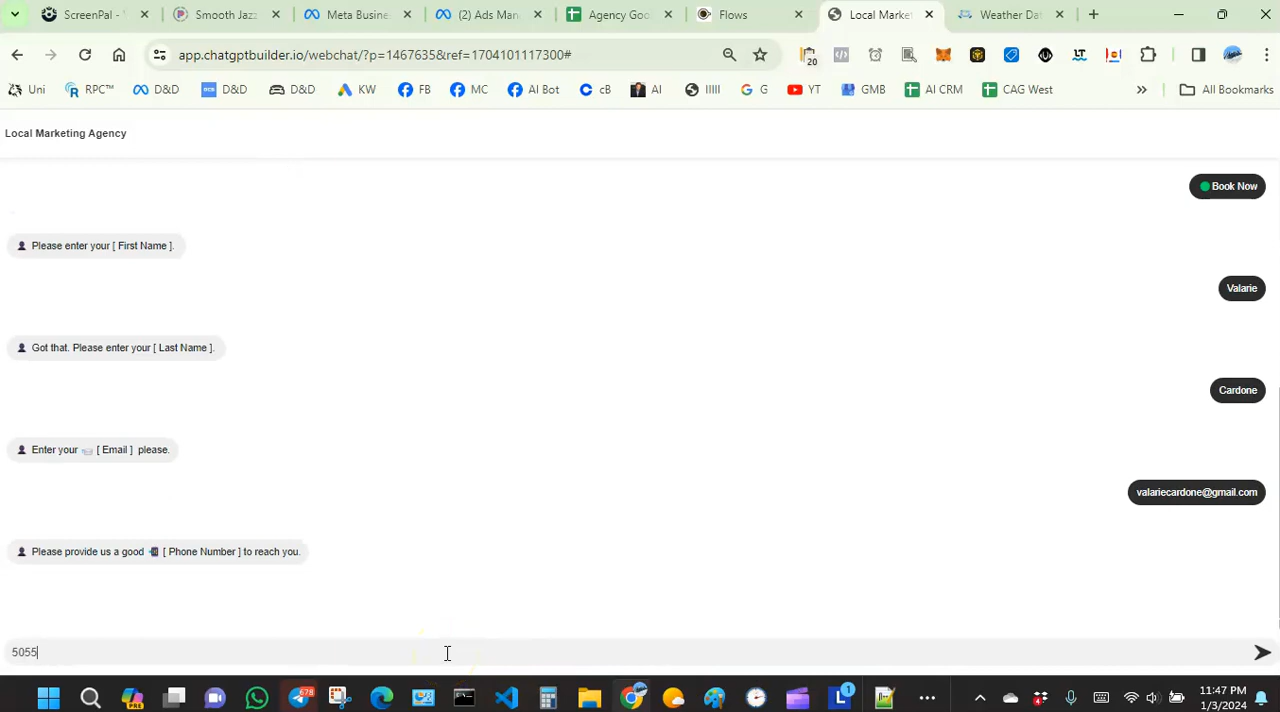 ScreenPal - 
Smooth Jazz
Meta Busine
(2) Ads Man
Agency Goo
Flows
Local Market
Weather Dat
app.chatgptbuilder.io/webchat/?p=1467635&ref=1704101117300#
20
Uni
RPC™
D&D
D&D
D&D
KW
FB
MC
AI Bot
cB
AI
IIIII
G
YT
GMB
AI CRM
CAG West
All Bookmarks
Local Marketing Agency
Book Now
Please enter your [ First Name ].
Valarie
Got that. Please enter your [ Last Name ].
Cardone
Enter your [ Email ] please.
valariecardone@gmail.com
Please provide us a good [ Phone Number ] to reach you.
5055
678
11:47 PM
1/3/2024